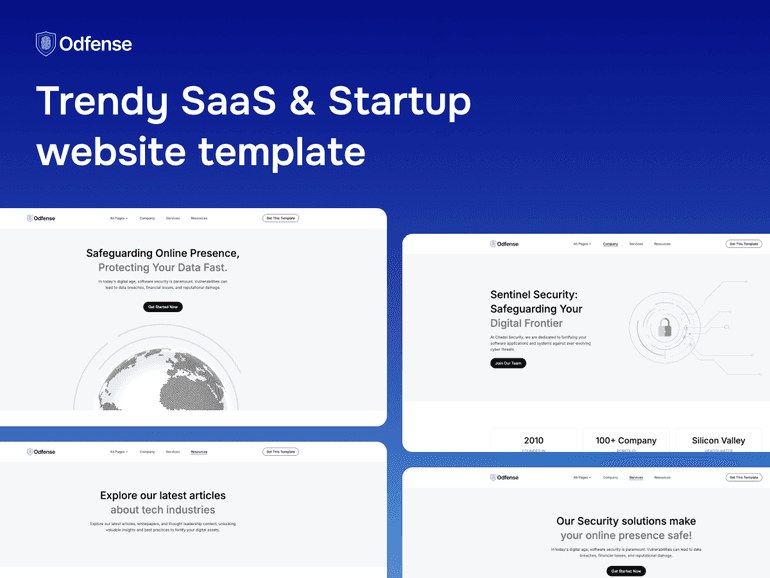 Odfense
Trendy SaaS & Startup
website template
Odfense
All Pages
Company
Services
Resources
Get This Template
Safeguarding Online Presence,
Protecting Your Data Fast.
In today's digital age, software security is paramount. Vulnerabilities can
lead to data breaches, financial losses, and reputational damage.
Get Started Now
Odfense
All Pages
Company
Services
Resources
Get This Template
Sentinel Security:
Safeguarding Your
Digital Frontier
At Citadel Security, we are dedicated to fortifying your
software applications and systems against ever-evolving
cyber threats.
Join Our Team
2010
100+ Company
Silicon Valley
Odfense
All Pages
Company
Services
Resources
Get This Template
Explore our latest articles
about tech industries
Explore our latest articles, whitepapers, and thought leadership content, unlocking
valuable insights and best practices to fortify your digital assets.
Odfense
All Pages
Company
Services
Resources
Get This Template
Our Security solutions make
your online presence safe!
In today's digital age, software security is paramount. Vulnerabilities can lead to data
breaches, financial losses, and reputational damage.
Get Started Now